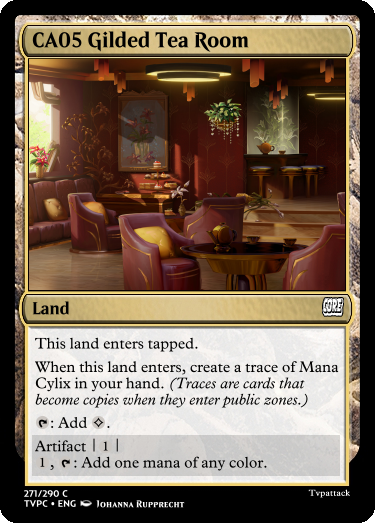 CA05 Gilded Tea Room
Land
CORE
This land enters tapped.
When this land enters, create a trace of Mana
Cylix in your hand. (Traces are cards that
become copies when they enter public zones.)
: Add .
Artifact | 1 |
1 , : Add one mana of any color.
271/290 C
Tvpattack
TVPC • ENG Johanna Rupprecht